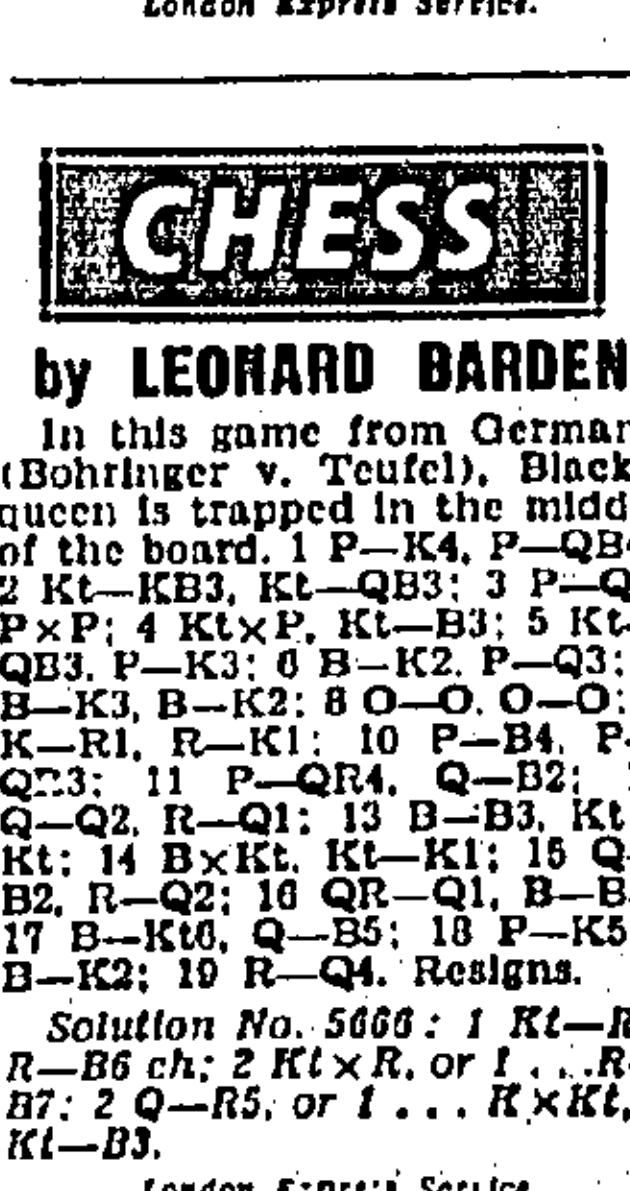 London Express Service.
CHESS
by LEONARD BARDEN
In this game from German
(Bohringer v. Teufel), Black
queen is trapped in the midd
of the board. 1 P—K4, P—QB4
2 Kt—KB3, Kt—QB3; 3 P—Q
P×P; 4 Kt×P, Kt—B3; 5 Kt—
QB3, P—K3; 6 B—K2, P—Q3;
B—K3, B—K2; 8 O—O, O—O;
K—R1, R—K1; 10 P—B4, P—
11 P—QR4, Q—B2;
Q—Q2, R—Q1; 13 B—B3, Kt
Kt; 14 B×Kt, Kt—K1; 15 Q—
B2, R—Q2; 16 QR—Q1, B—B
17 B—Kt6, Q—B5; 18 P—K5
B—K2; 19 R—Q4. Resigns.
Solution No. 5666: 1 Kt—R
R—B6 ch; 2 Kt×R, or 1 . . . R—
B7; 2 Q—R5, or 1 . . . K×Kt,
Kt—B3.
London Express Service